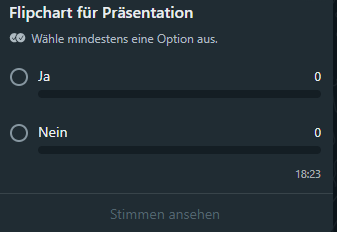 Flipchart für Präsentation
Wähle mindestens eine Option aus.
Ja 0
Nein 0
18:23
Stimmen ansehen